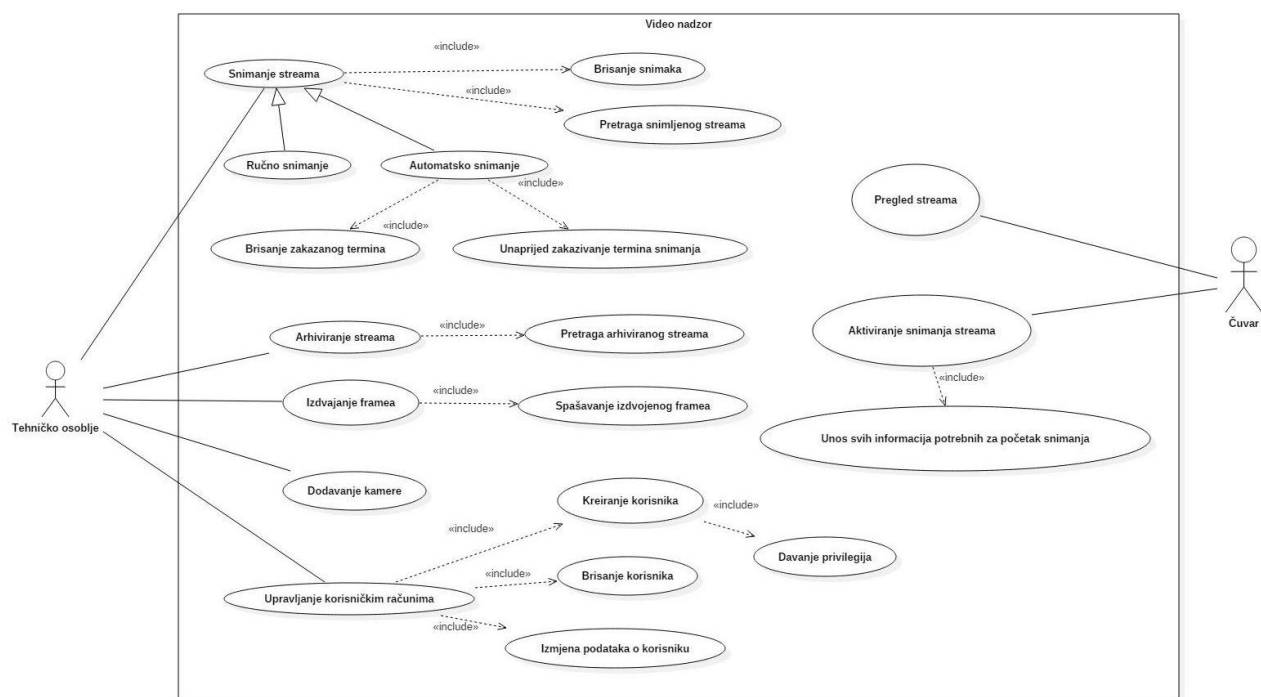 Video nadzor
«include»
Snimanje streama
Brisanje snimaka
«include»
Pretraga snimljenog streama
Ručno snimanje
Automatsko snimanje
«include»
Pregled streama
«include»
Brisanje zakazanog termina
Unaprijed zakazivanje termina snimanja
Arhiviranje streama
«include»
Pretraga arhiviranog streama
Aktiviranje snimanja streama
Čuvar
«include»
Izdvajanje framea
«include»
Spašavanje izdvojenog framea
Tehničko osoblje
Unos svih informacija potrebnih za početak snimanja
Dodavanje kamere
Kreiranje korisnika
«include»
«include»
Davanje privilegija
«include»
Brisanje korisnika
Upravljanje korisničkim računima
«include»
Izmjena podataka o korisniku